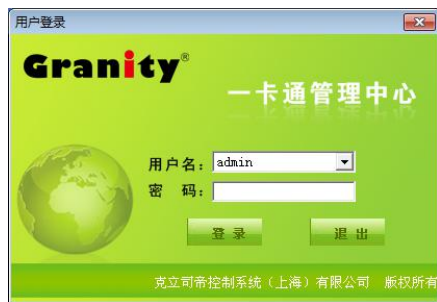 用户登录
Granity®
一卡通管理中心
用户名： admin
密 码：
登 录 退 出
克立司帝控制系统（上海）有限公司 版权所有